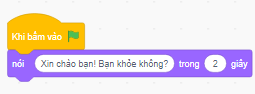 Khi bấm vào
nói Xin chào bạn! Bạn khỏe không? trong 2 giây